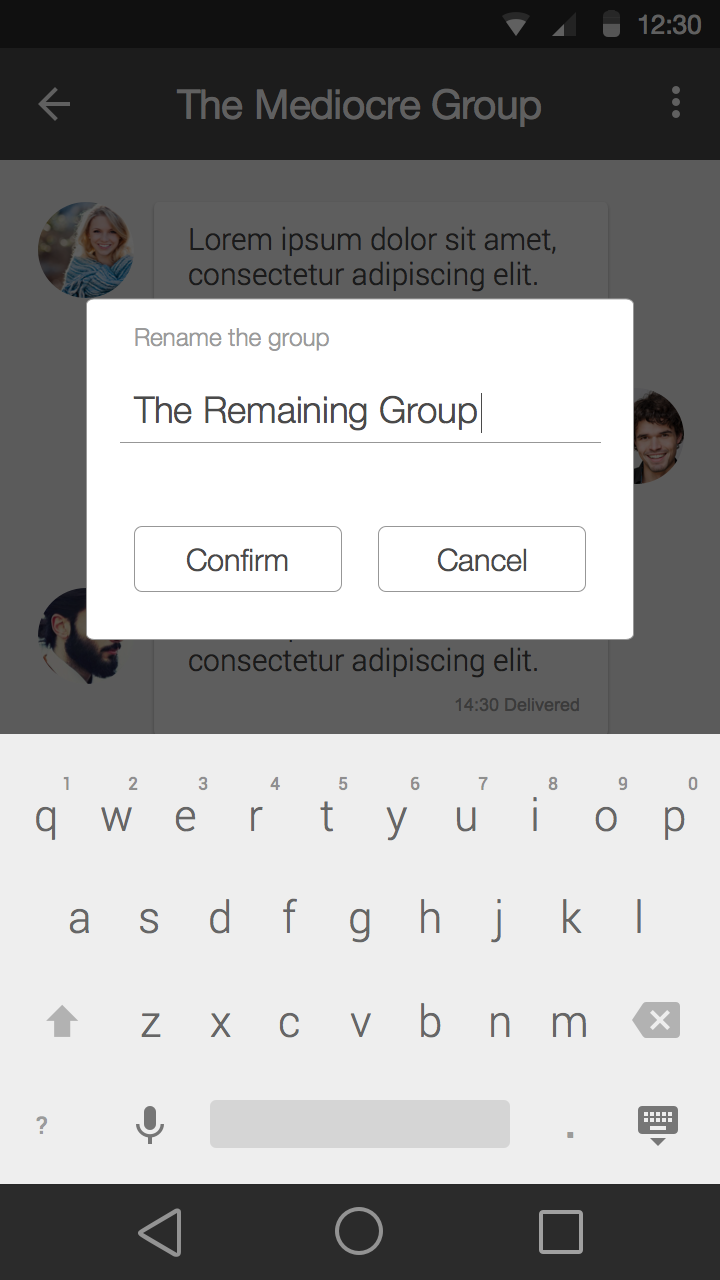 12:30
The Mediocre Group
Lorem ipsum dolor sit amet,
consectetur adipiscing elit.
Rename the group
The Remaining Group
Confirm Cancel
consectetur adipiscing elit.
14:30 Delivered
1 2 3 4 5 6 7 8 9 0
q w e r t y u i o p
a s d f g h j k l
z x c v b n m
? .